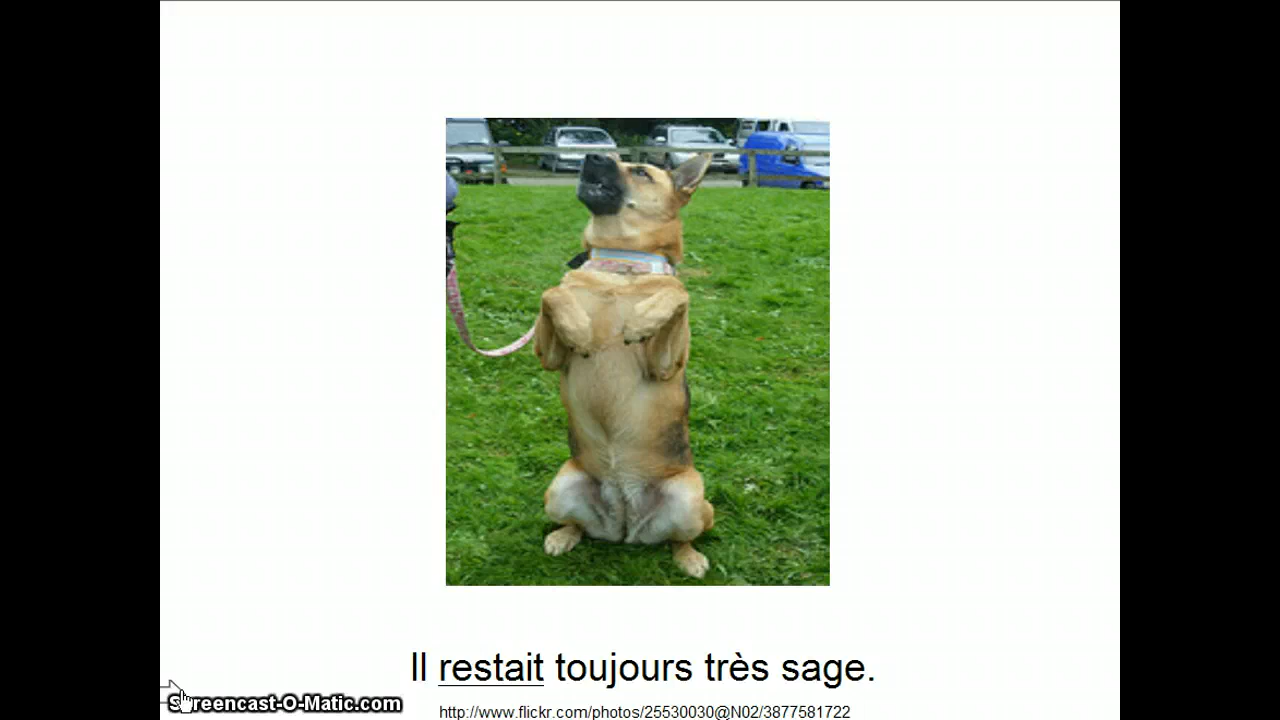 Il restait toujours très sage.
Screencast-O-Matic.com
http://www.flickr.com/photos/25530030@N02/3877581722